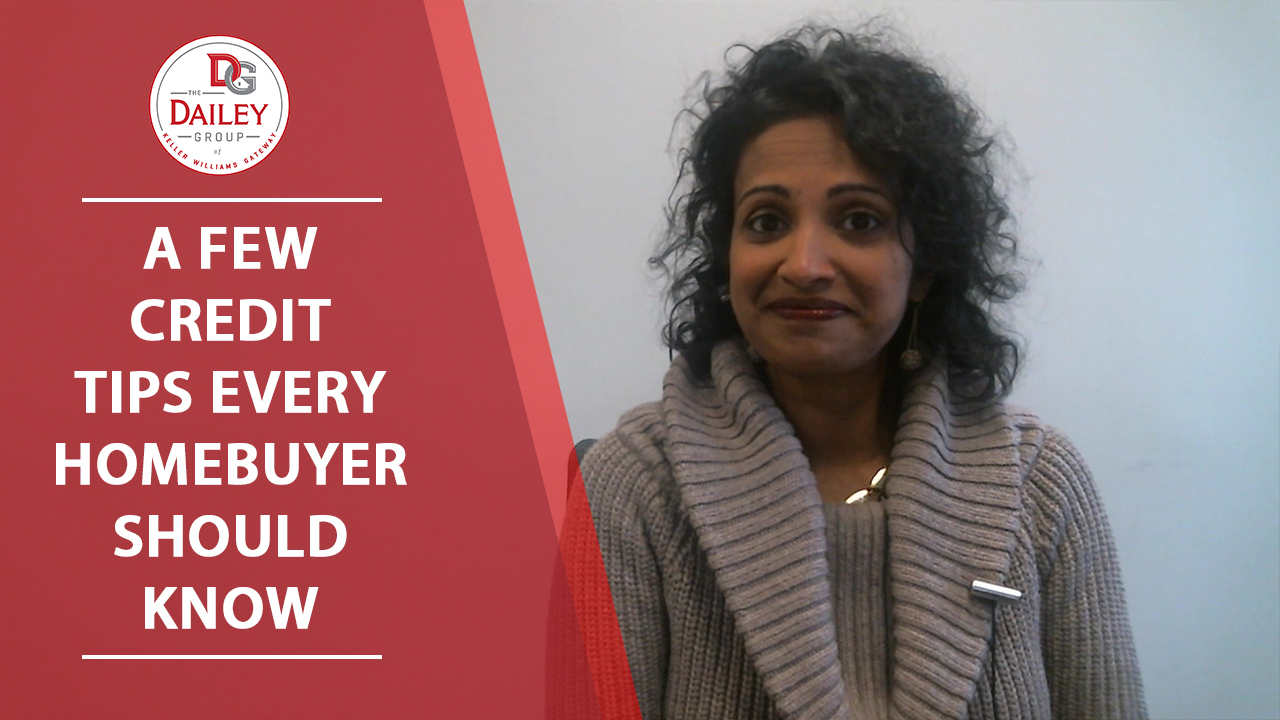 DG
THE
DAILEY
GROUP
of
KELLER WILLIAMS GATEWAY
A FEW
CREDIT
TIPS EVERY
HOMEBUYER
SHOULD
KNOW